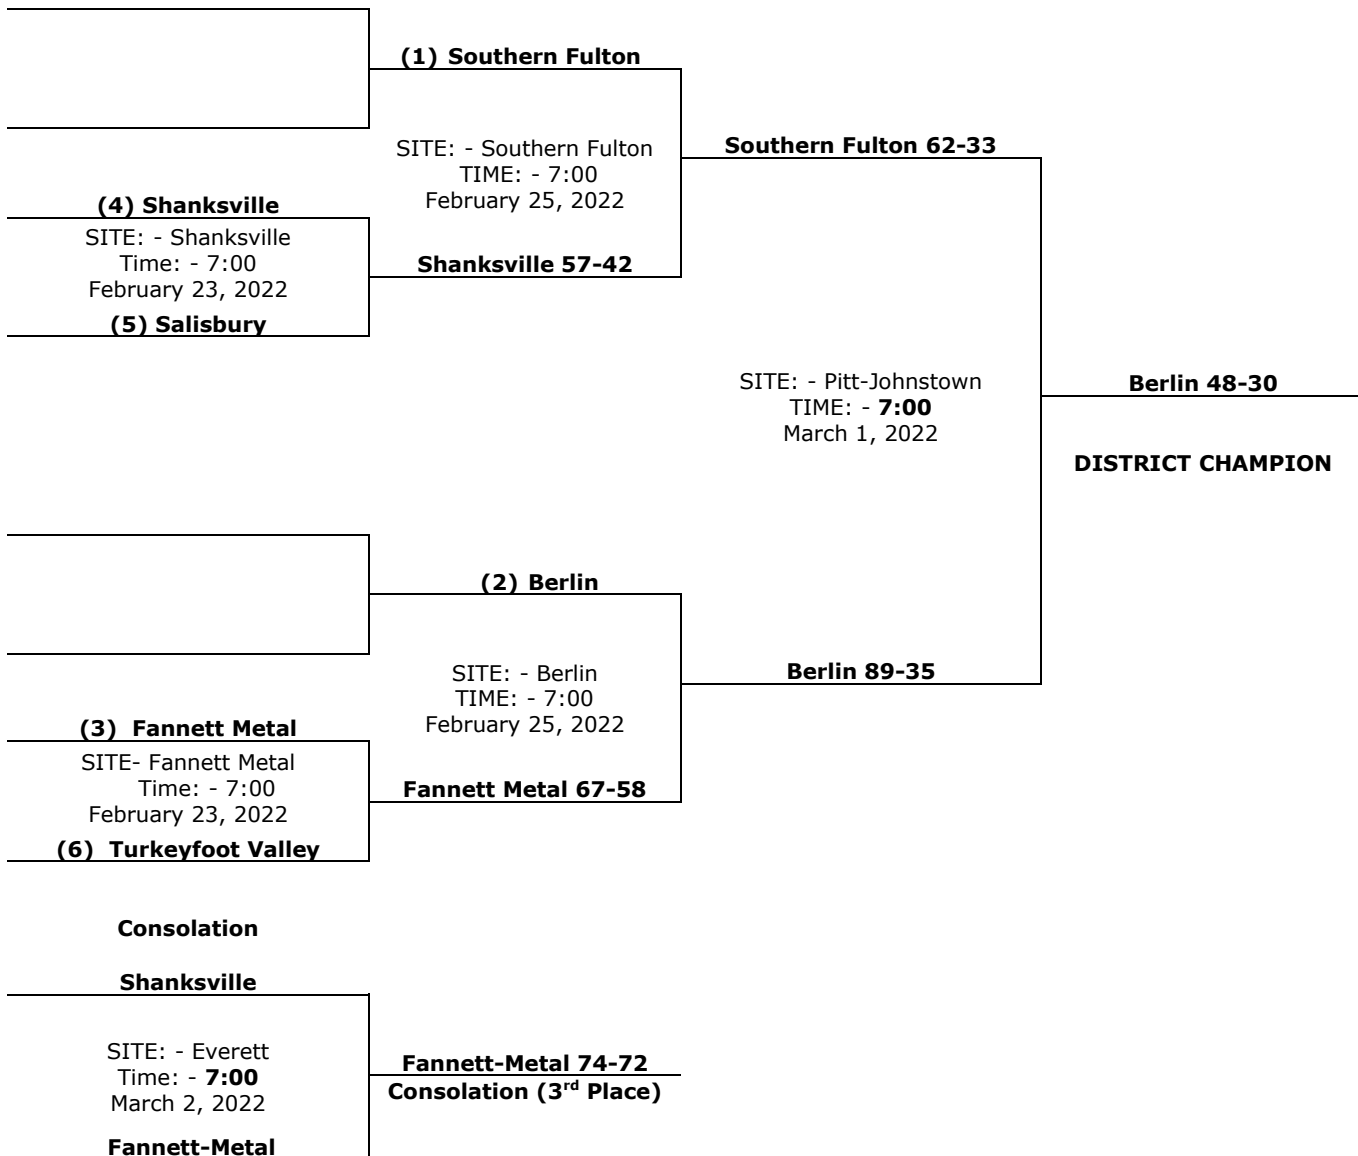 (1) Southern Fulton
SITE: - Southern Fulton
TIME: - 7:00
February 25, 2022
Southern Fulton 62-33
(4) Shanksville
SITE: - Shanksville
Time: - 7:00
February 23, 2022
(5) Salisbury
Shanksville 57-42
SITE: - Pitt-Johnstown
TIME: - 7:00
March 1, 2022
Berlin 48-30
DISTRICT CHAMPION
(2) Berlin
SITE: - Berlin
TIME: - 7:00
February 25, 2022
Berlin 89-35
(3) Fannett Metal
SITE- Fannett Metal
Time: - 7:00
February 23, 2022
(6) Turkeyfoot Valley
Fannett Metal 67-58
Consolation
Shanksville
SITE: - Everett
Time: - 7:00
March 2, 2022
Fannett-Metal
Fannett-Metal 74-72
Consolation (3rd Place)